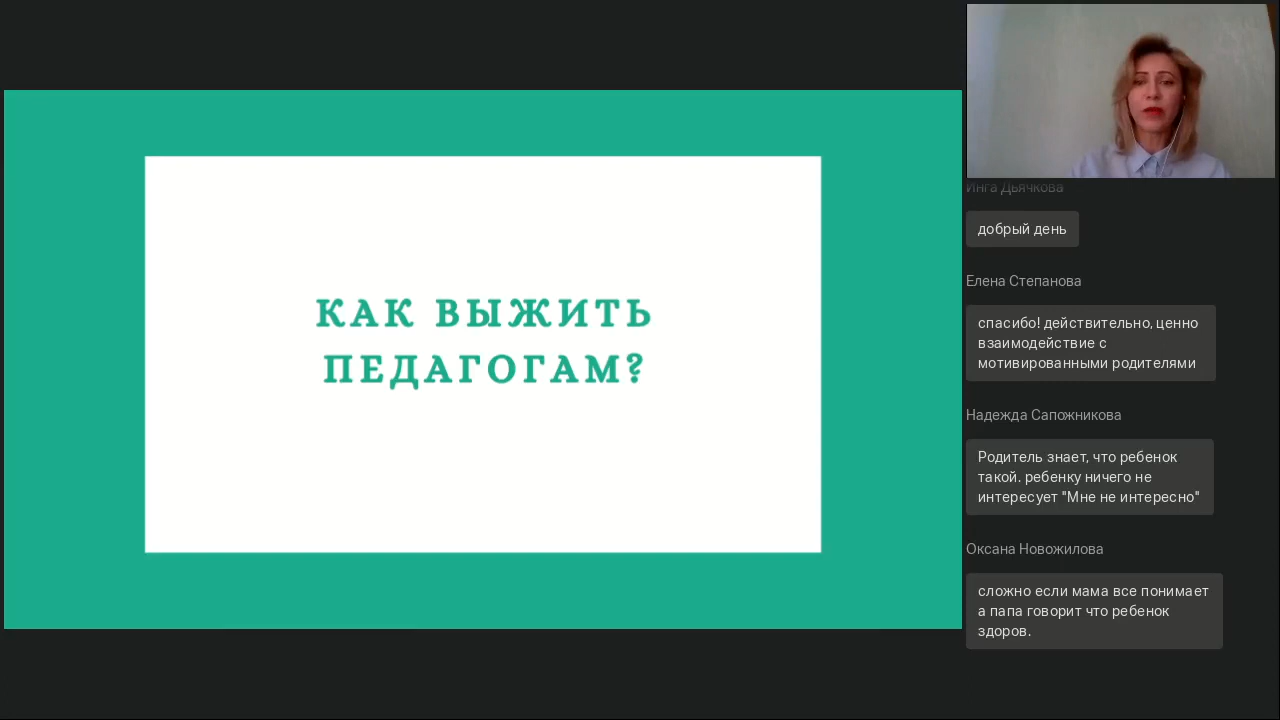 КАК ВЫЖИТЬ
ПЕДАГОГАМ?
Инга Дьячкова
добрый день
Елена Степанова
спасибо! действительно, ценно
взаимодействие с
мотивированными родителями
Надежда Сапожникова
Родитель знает, что ребенок
такой. ребенку ничего не
интересует "Мне не интересно"
Оксана Новожилова
сложно если мама все понимает
а папа говорит что ребенок
здоров.